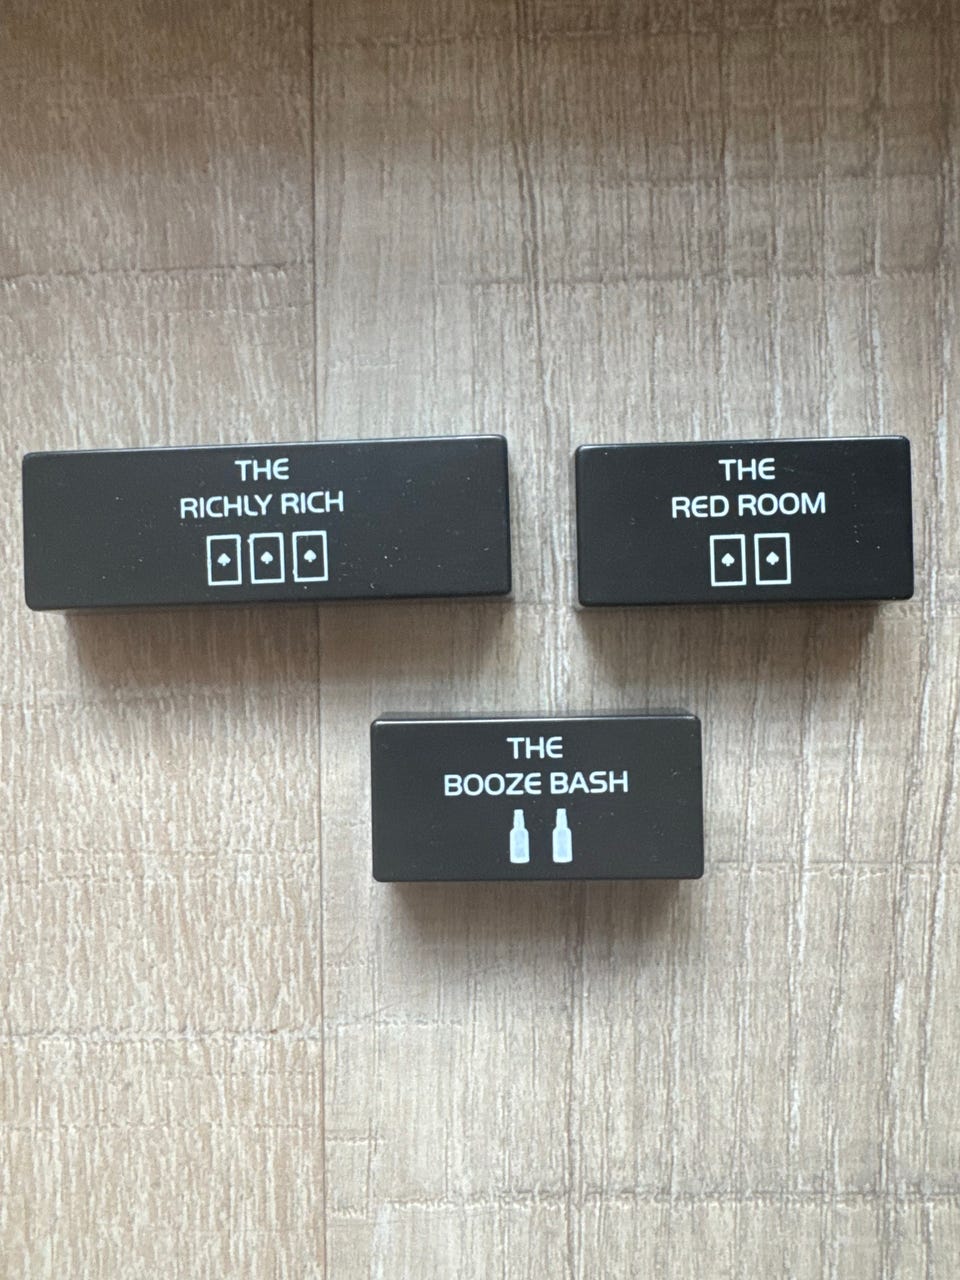 THE
RICHLY RICH
THE
RED ROOM
THE
BOOZE BASH